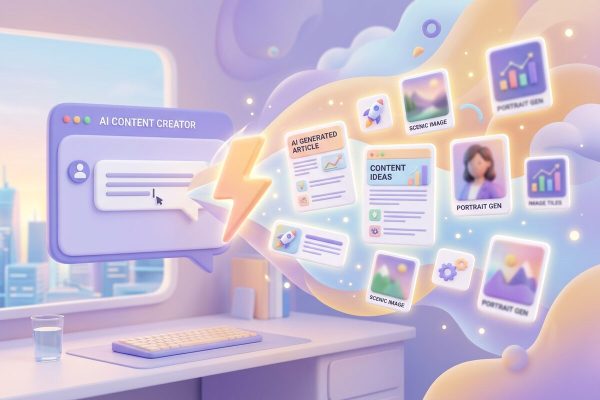 AI CONTENT CREATOR
AI GENERATED
ARTICLE
CONTENT
IDEAS
SCENIC IMAGE
PORTRAIT GEN
PORTRAIT GEN
IMAGE TILES
SCENIC IMAGE
PORTRAIT GEN